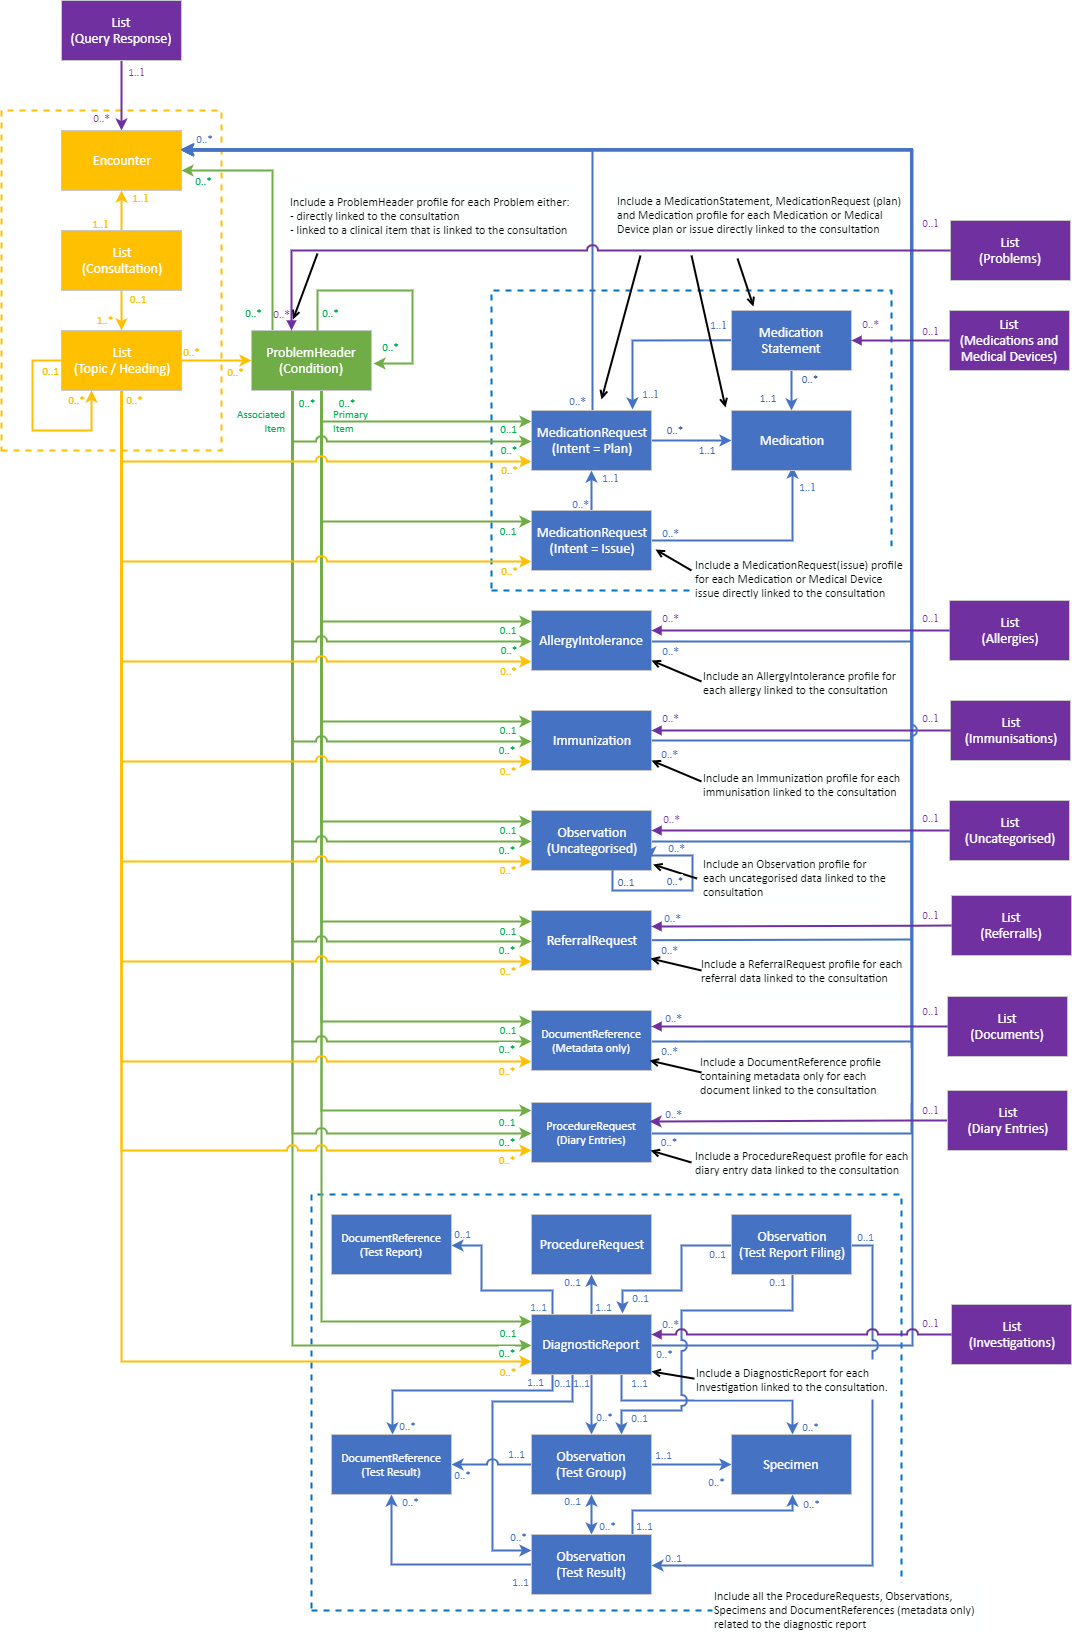 List
(Query Response)
1..1
0..*
0..*
Encounter
0..*
1..1
1..1
List
(Consultation)
0..1
1..*
List
(Topic / Heading)
0..*
0..*
0..1
0..*
0..*
Include a ProblemHeader profile for each Problem either:
- directly linked to the consultation
- linked to a clinical item that is linked to the consultation
Include a MedicationStatement, MedicationRequest (plan)
and Medication profile for each Medication or Medical
Device plan or issue directly linked to the consultation
0..1
List
(Problems)
0..*
0..*
0..*
0..*
ProblemHeader
(Condition)
Associated
Item
0..*
0..*
Primary
Item
1..1
Medication
Statement
0..*
0..1
List
(Medications and
Medical Devices)
0..*
1..1
0..*
1..1
MedicationRequest
(Intent = Plan)
0..*
1..1
Medication
0..1
0..*
0..*
1..1
0..*
1..1
MedicationRequest
(Intent = Issue)
0..*
0..1
0..*
Include a MedicationRequest(issue) profile
for each Medication or Medical Device
issue directly linked to the consultation
AllergyIntolerance
0..*
0..1
0..1
0..*
0..*
0..*
List
(Allergies)
Include an AllergyIntolerance profile for
each allergy linked to the consultation
Immunization
0..*
0..1
0..1
0..*
0..*
0..*
List
(Immunisations)
Include an Immunization profile for each
immunisation linked to the consultation
Observation
(Uncategorised)
0..*
0..1
0..1
0..*
0..*
0..*
0..1
0..*
List
(Uncategorised)
Include an Observation profile for
each uncategorised data linked to the
consultation
ReferralRequest
0..*
0..1
0..1
0..*
0..*
0..*
List
(Referralls)
Include a ReferralRequest profile for each
referral data linked to the consultation
DocumentReference
(Metadata only)
0..*
0..1
0..1
0..*
0..*
0..*
List
(Documents)
Include a DocumentReference profile
containing metadata only for each
document linked to the consultation
ProcedureRequest
(Diary Entries)
0..*
0..1
0..1
0..*
0..*
0..*
List
(Diary Entries)
Include a ProcedureRequest profile for each
diary entry data linked to the consultation
DocumentReference
(Test Report)
0..1
ProcedureRequest
Observation
(Test Report Filing)
0..1
0..1
0..1
0..1
0..1
1..1
1..1
DiagnosticReport
0..*
0..1
0..1
0..*
0..*
0..*
List
(Investigations)
Include a DiagnosticReport for each
Investigation linked to the consultation.
1..1
0..1
1..1
1..1
0..*
0..*
0..1
0..*
DocumentReference
(Test Result)
1..1
0..*
Observation
(Test Group)
1..1
0..*
Specimen
0..*
0..1
0..*
0..*
0..*
1..1
Observation
(Test Result)
0..1
1..1
Include all the ProcedureRequests, Observations,
Specimens and DocumentReferences (metadata only)
related to the diagnostic report